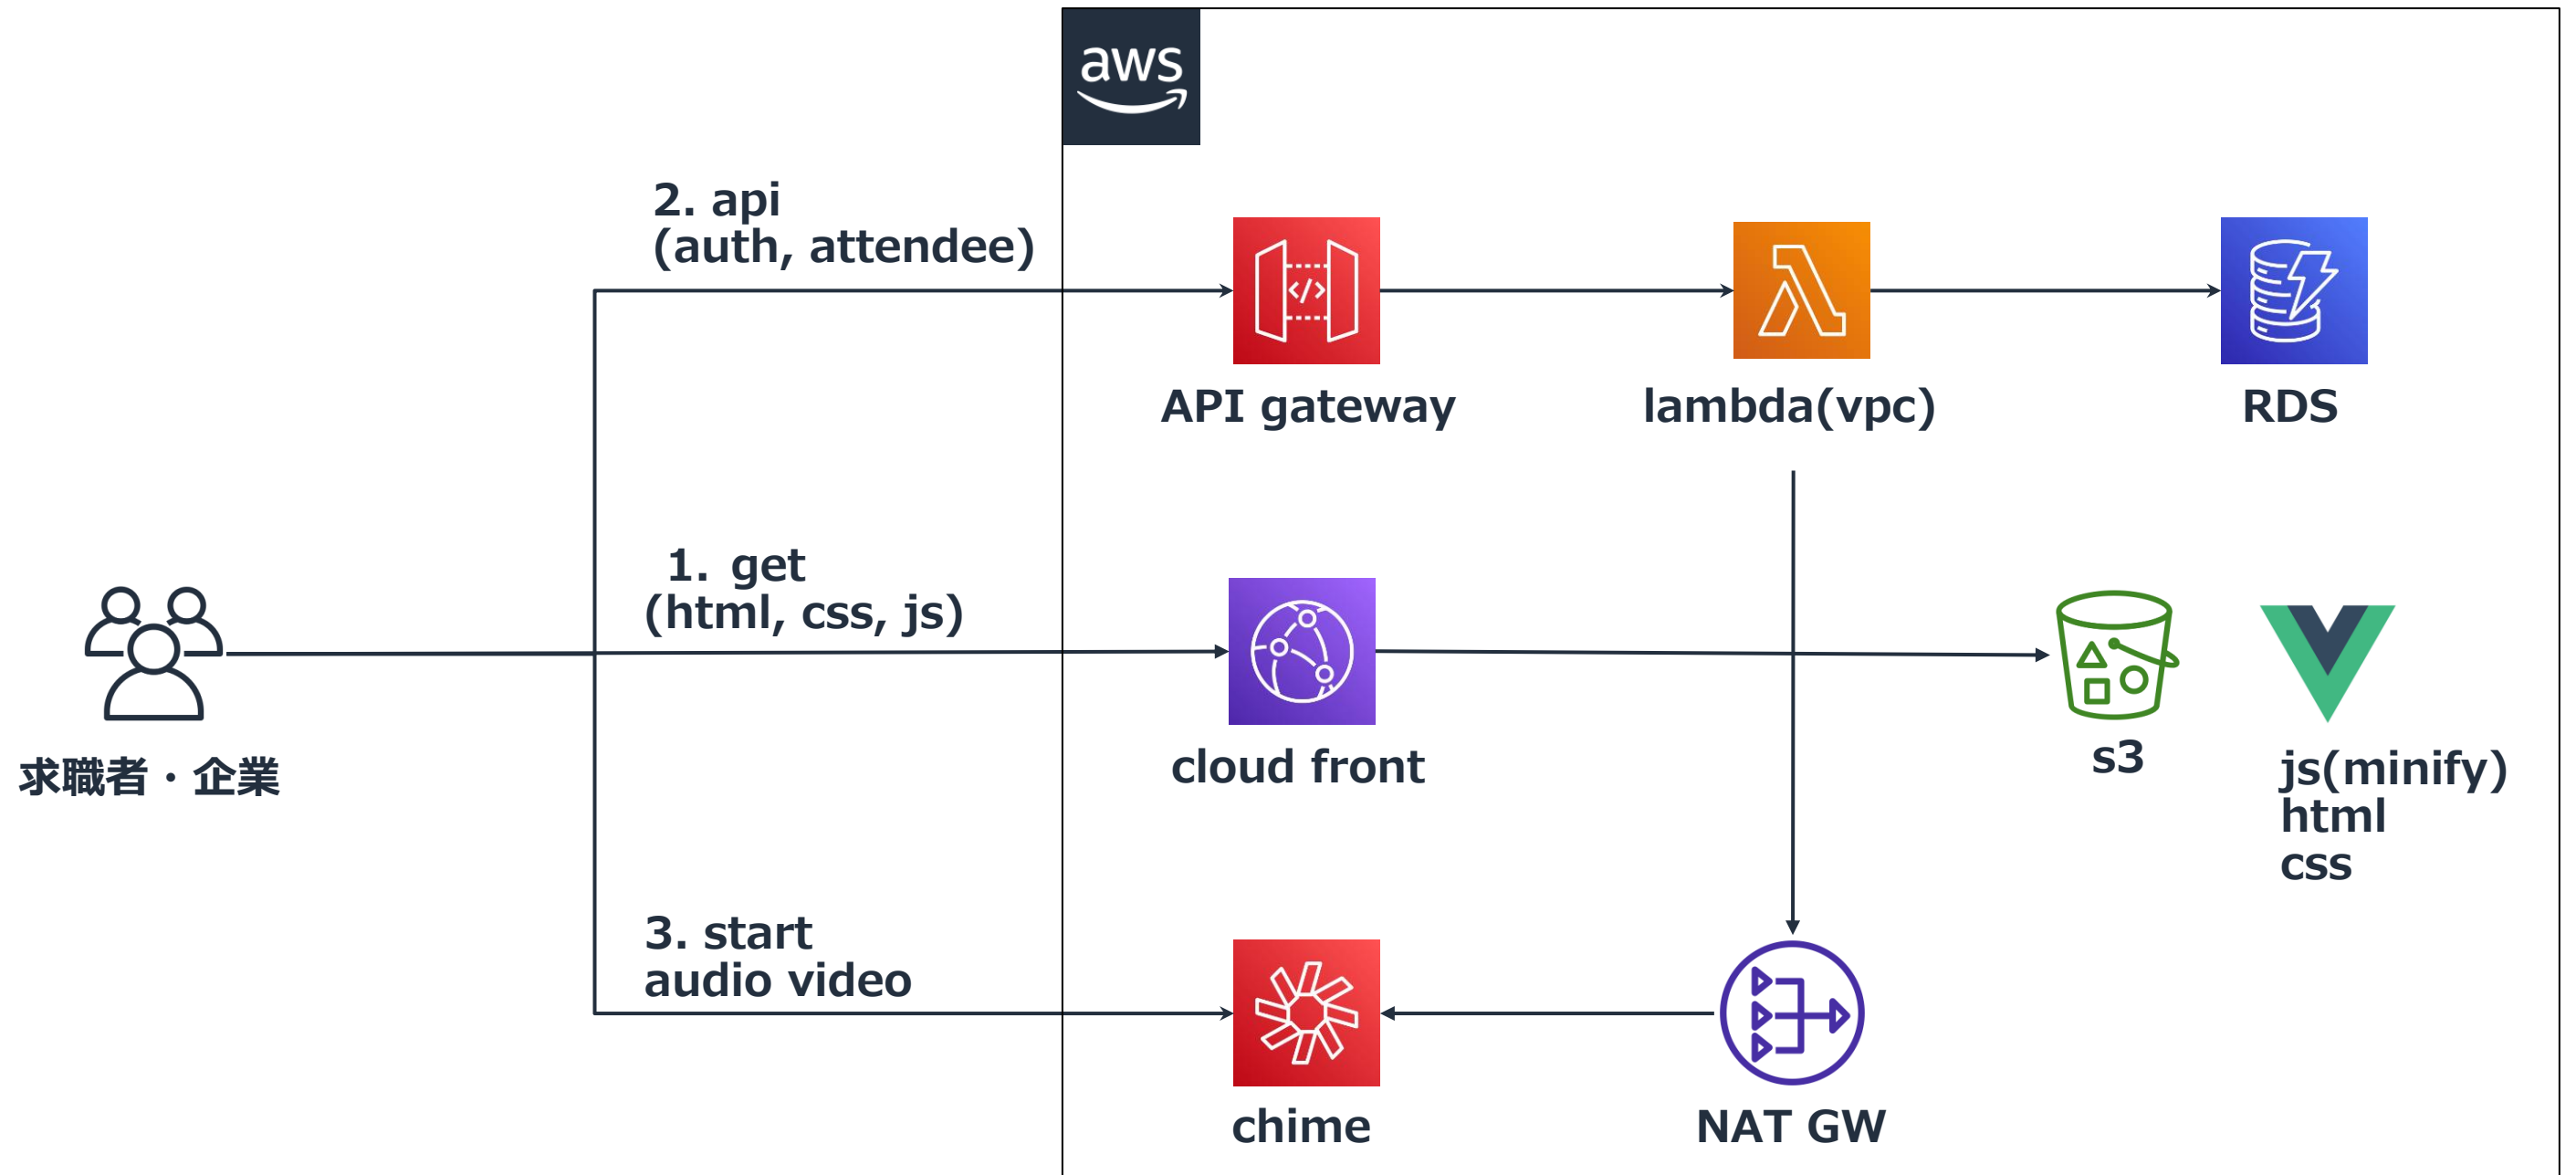 aws
2. api
(auth, attendee)
API gateway
lambda(vpc)
RDS
1. get
(html, css, js)
求職者・企業
cloud front
s3
js(minify)
html
css
3. start
audio video
chime
NAT GW